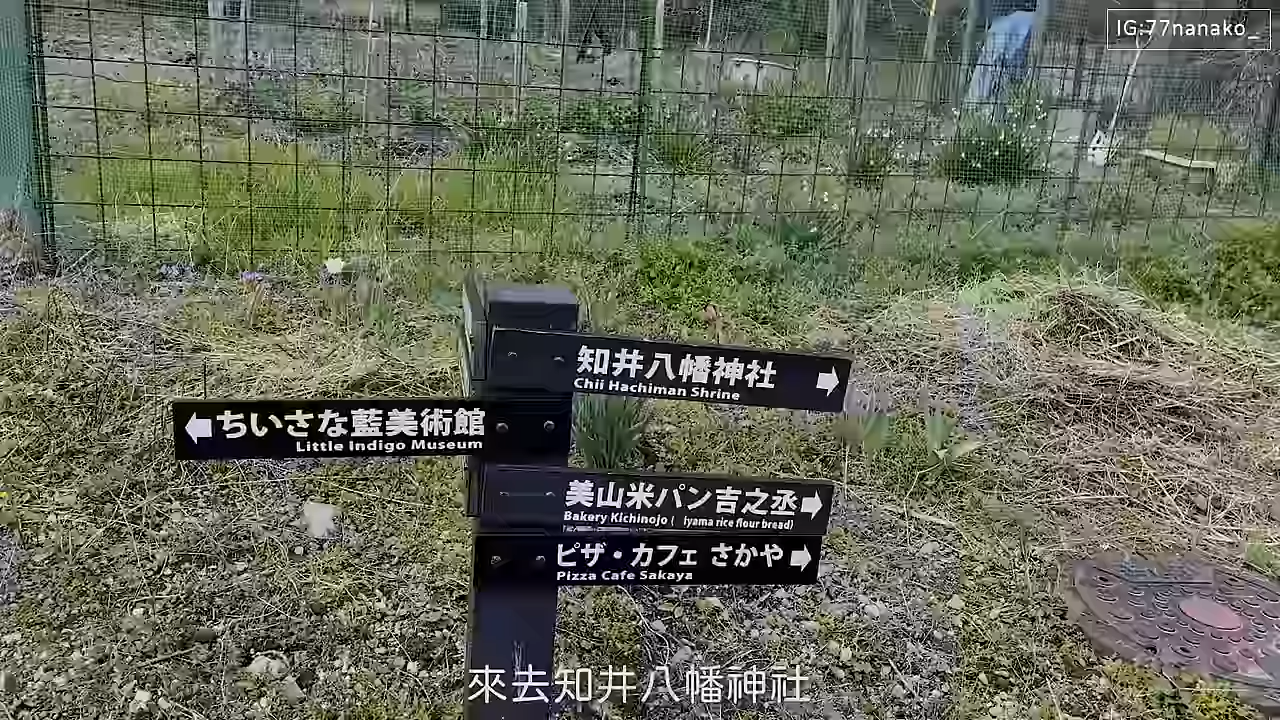 IG:77nanako_
知井八幡神社
Chii Hachiman Shrine
ちいさな藍美術館
Little Indigo Museum
美山米パン吉之丞
Bakery Kichinojo ( iyama rice flour bread)
ピザ・カフェ さかや
Pizza Cafe Sakaya
來去知井八幡神社